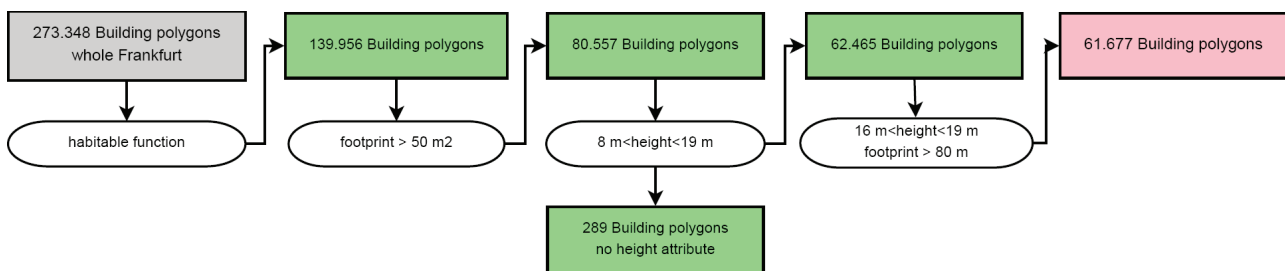 273.348 Building polygons
whole Frankfurt
habitable function
139.956 Building polygons
footprint > 50 m2
80.557 Building polygons
8 m<height<19 m
289 Building polygons
no height attribute
62.465 Building polygons
16 m<height<19 m
footprint > 80 m
61.677 Building polygons